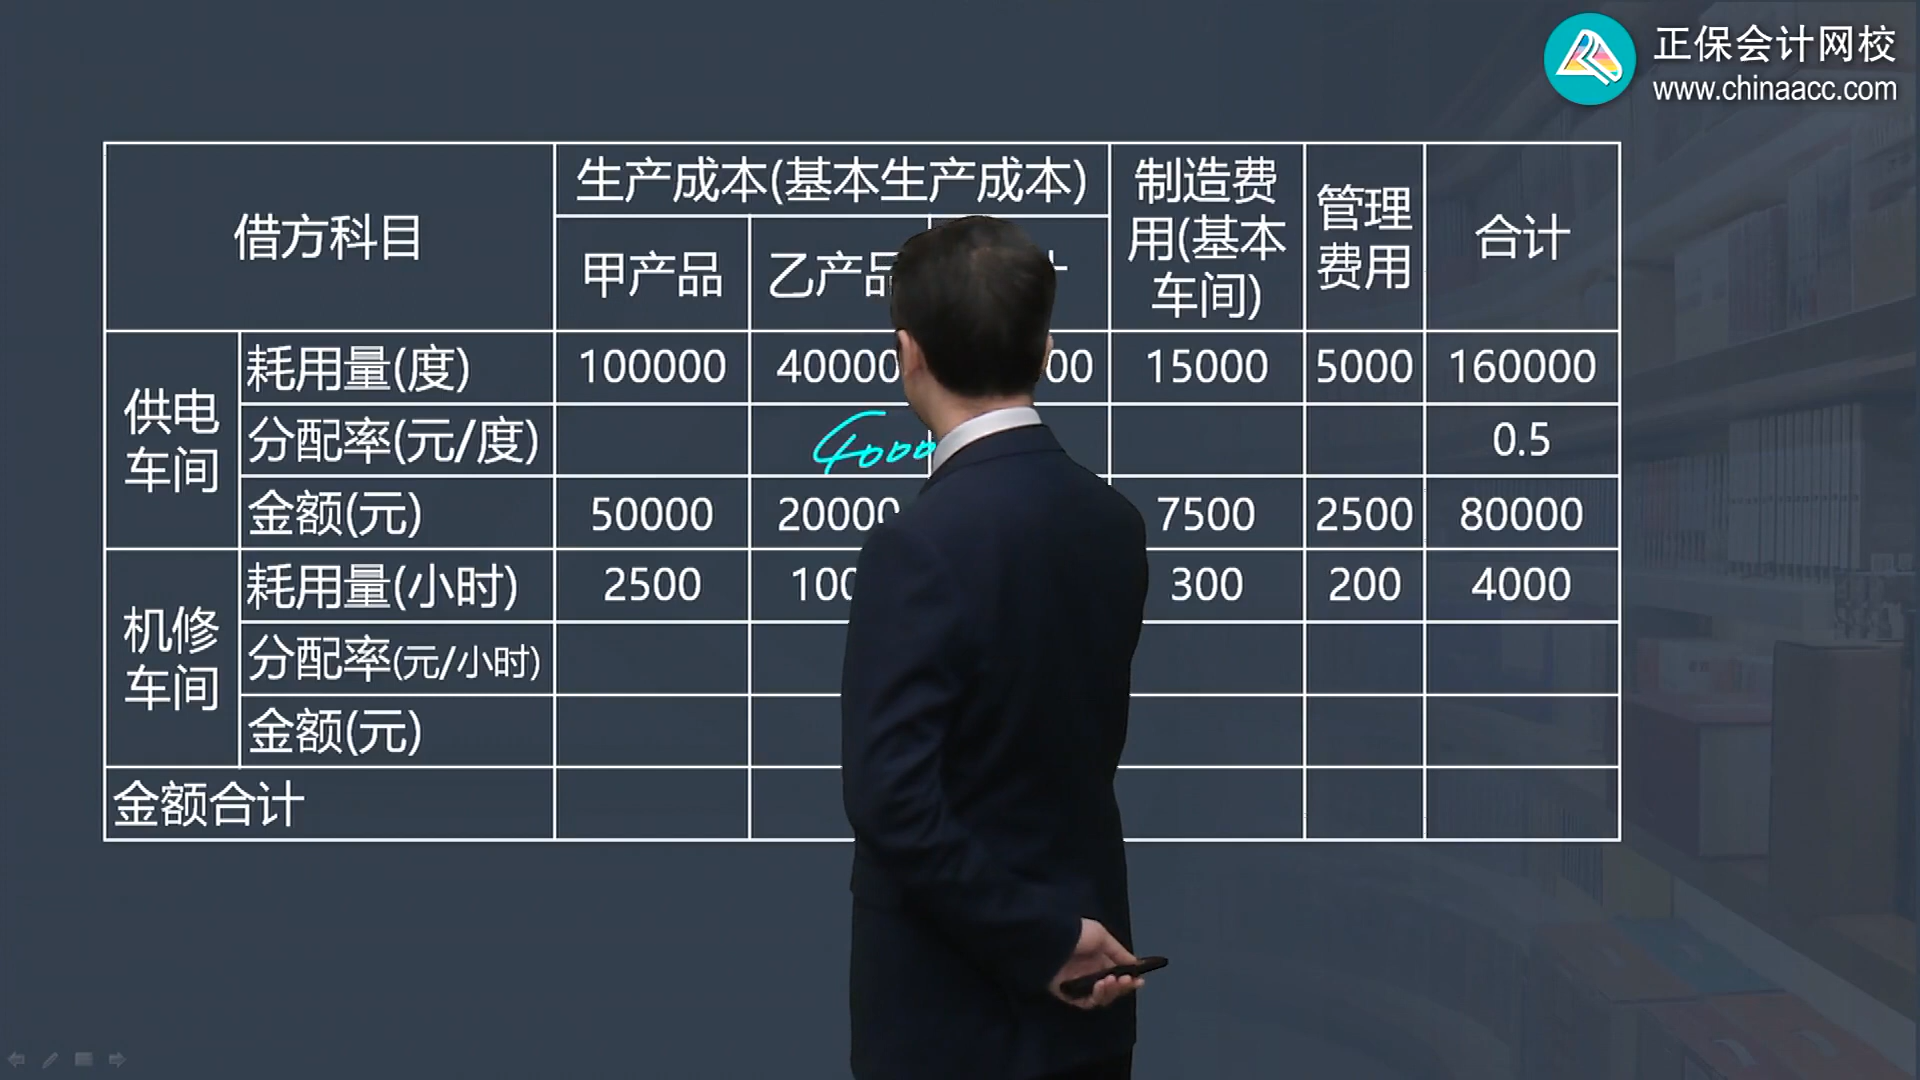 正保会计网校
www.chinaacc.com
借方科目 生产成本(基本生产成本) 制造费用(基本车间) 管理费用 合计
甲产品 乙产品
供电车间 耗用量(度) 100000 40000 15000 5000 160000
分配率(元/度) 4000 0.5
金额(元) 50000 20000 7500 2500 80000
机修车间 耗用量(小时) 2500 300 200 4000
分配率(元/小时)
金额(元)
金额合计